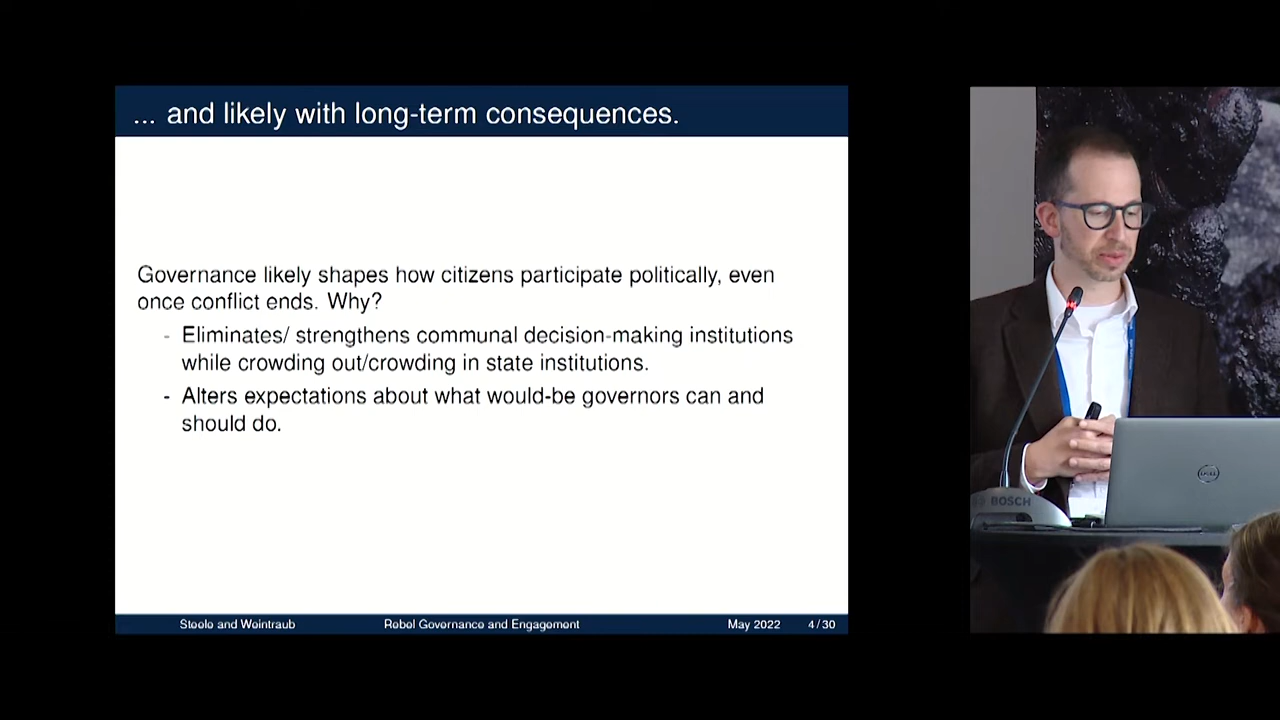 ... and likely with long-term consequences.
Governance likely shapes how citizens participate politically, even
once conflict ends. Why?
- Eliminates/ strengthens communal decision-making institutions
while crowding out/crowding in state institutions.
- Alters expectations about what would-be governors can and
should do.
Steele and Weintraub
Rebel Governance and Engagement
May 2022
4 / 30
DELL
BOSCH